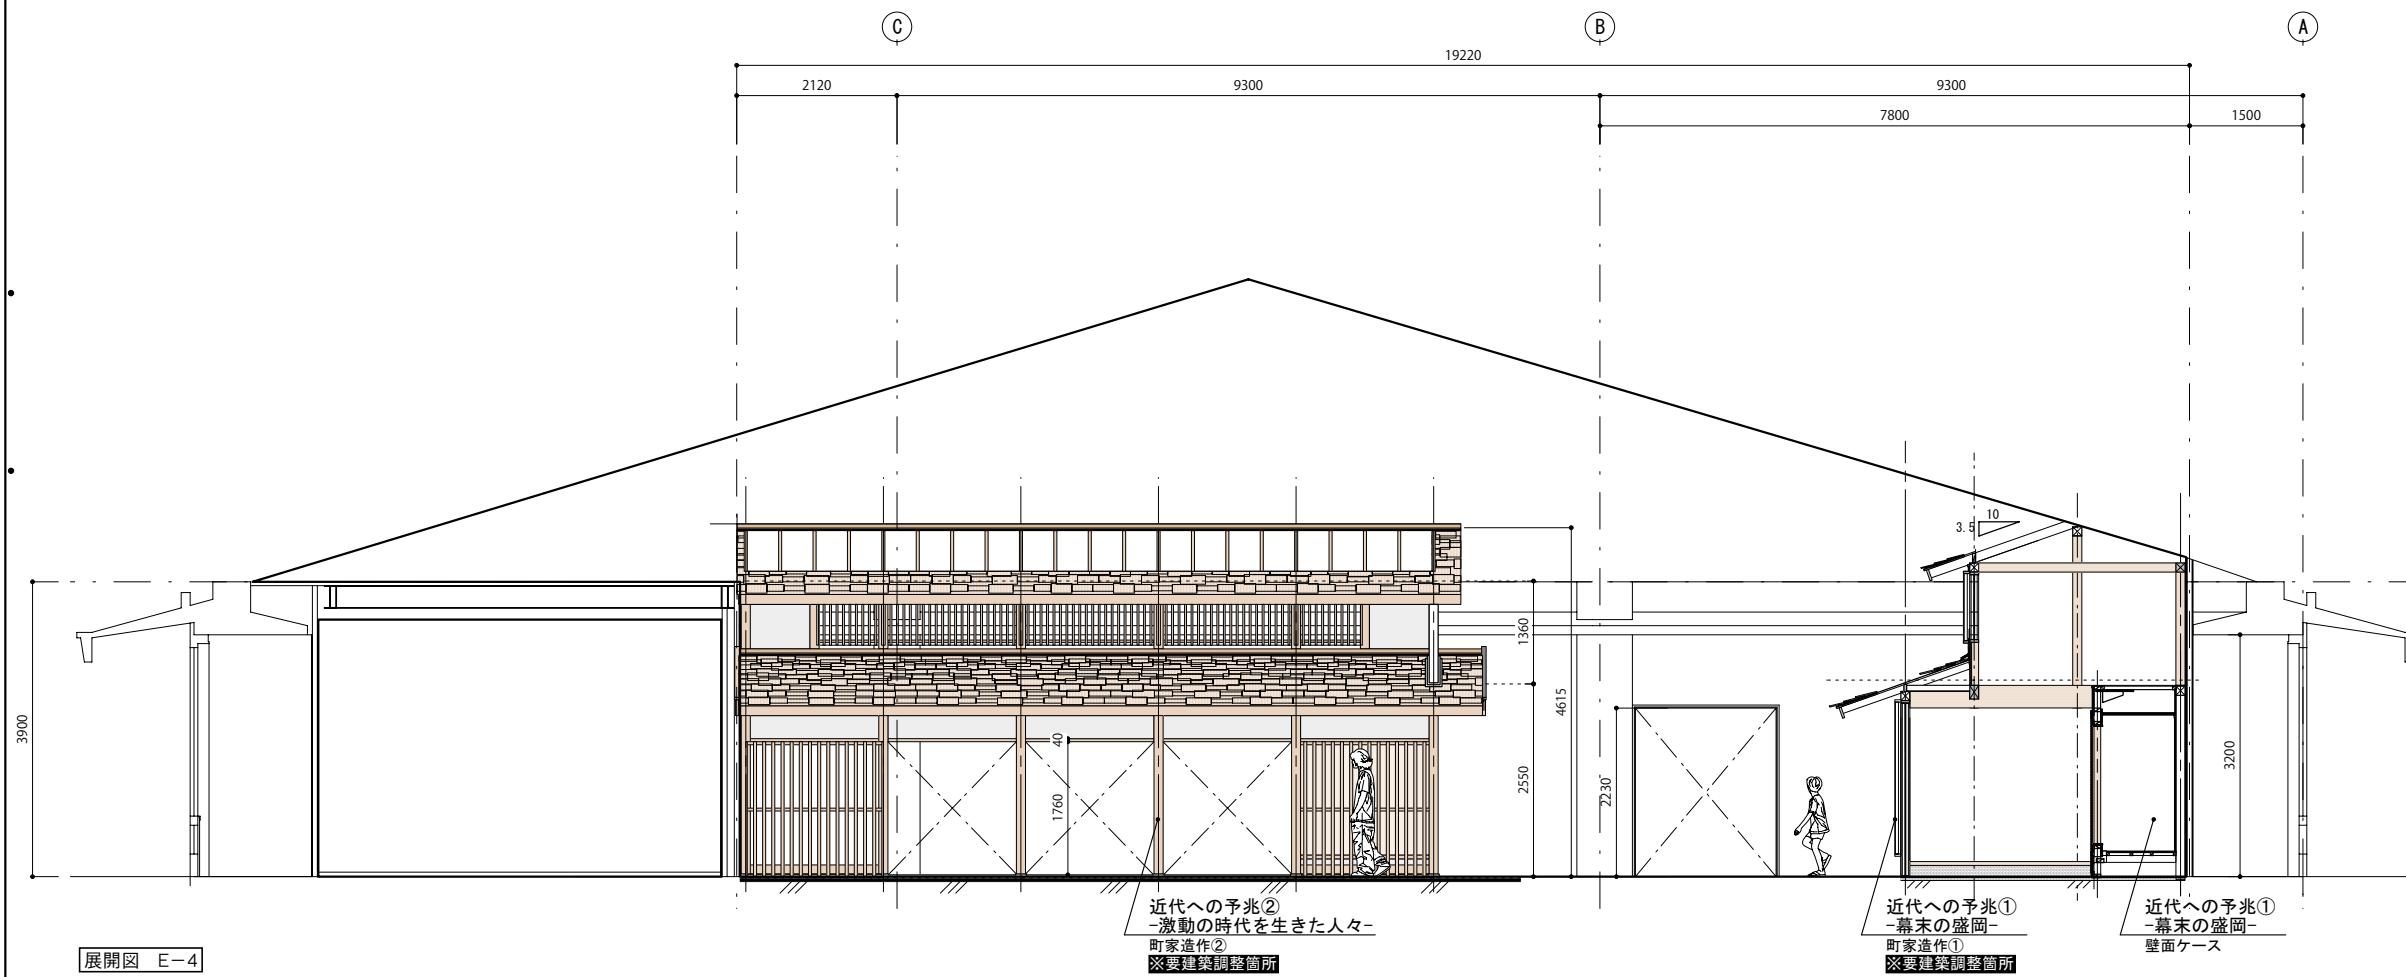 C
B
A
19220
2120
9300
9300
7800
1500
10
3.5
3900
1360
4615
2550
40
1760
2230
3200
近代への予兆②
-激動の時代を生きた人々-
町家造作②
※要建築調整箇所
近代への予兆①
-幕末の盛岡-
町家造作①
※要建築調整箇所
近代への予兆①
-幕末の盛岡-
壁面ケース
展開図 E-4